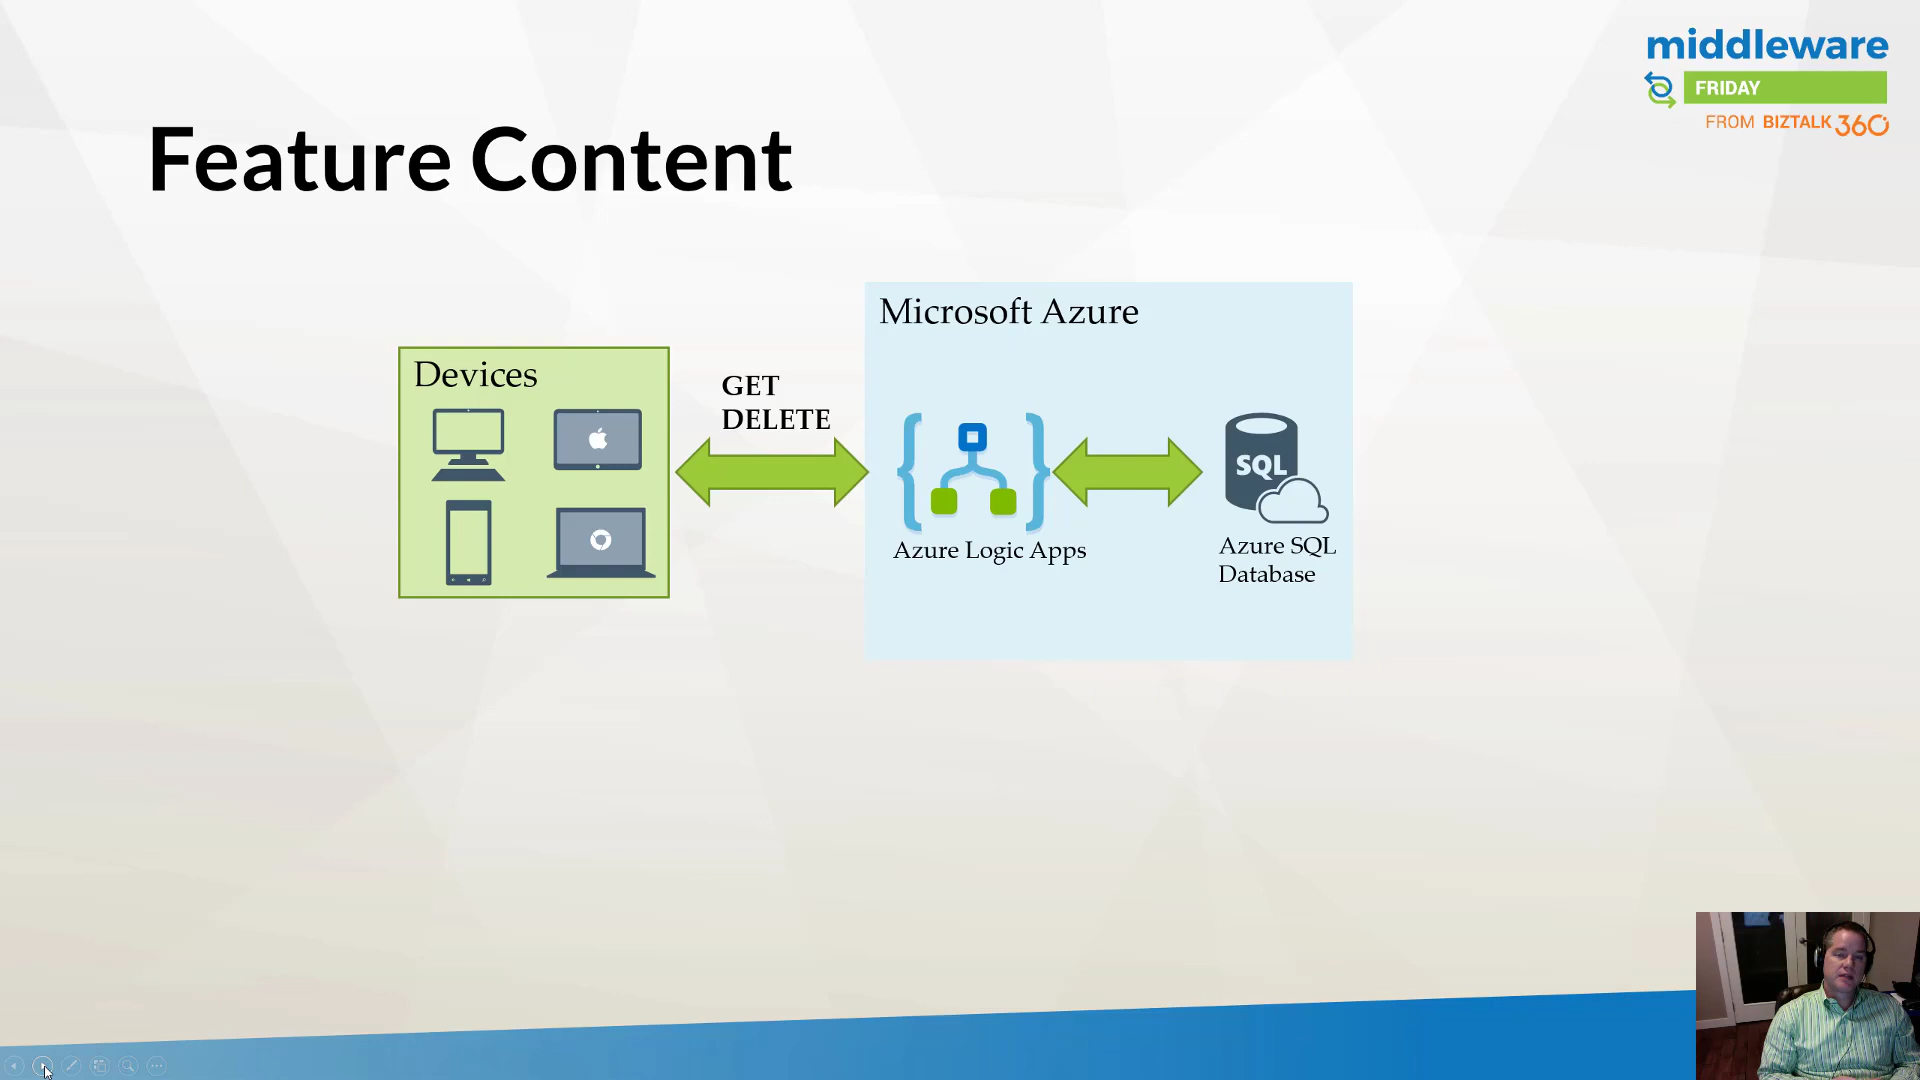 middleware
FRIDAY
FROM BIZTALK 360
Feature Content
Microsoft Azure
Devices
GET
DELETE
SQL
Azure Logic Apps
Azure SQL
Database